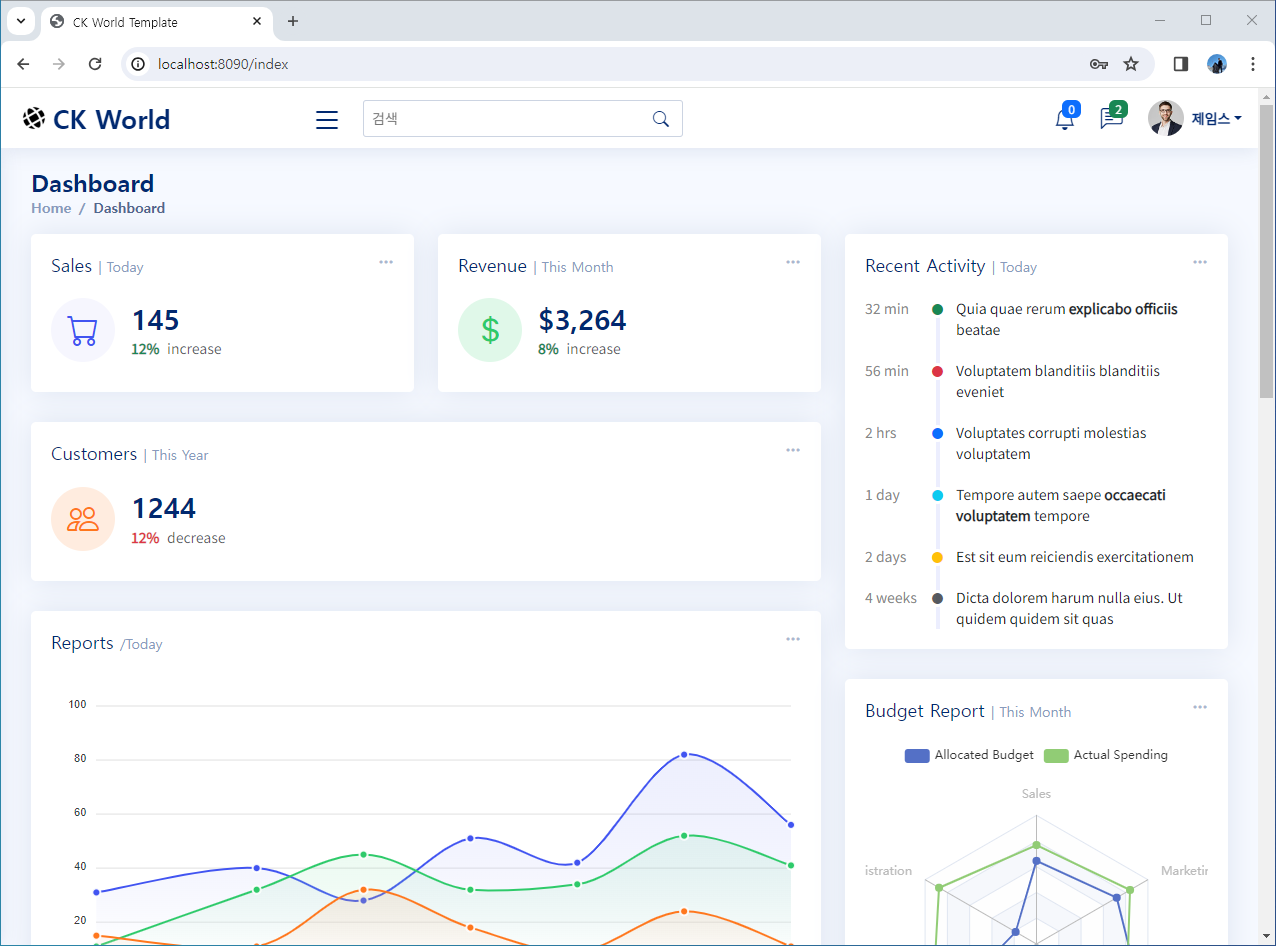 CK World Template
localhost:8090/index
CK World
검색
0
2
제임스
Dashboard
Home / Dashboard
Sales | Today
145
12% increase
Revenue | This Month
$
$3,264
8% increase
Customers | This Year
1244
12% decrease
Reports /Today
100
80
60
40
20
Recent Activity | Today
32 min
Quia quae rerum explicabo officiis
beatae
56 min
Voluptatem blanditiis blanditiis
eveniet
2 hrs
Voluptates corrupti molestias
voluptatem
1 day
Tempore autem saepe occaecati
voluptatem tempore
2 days
Est sit eum reiciendis exercitationem
4 weeks
Dicta dolorem harum nulla eius. Ut
quidem quidem sit quas
Budget Report | This Month
Allocated Budget
Actual Spending
Sales
istration
Marketin